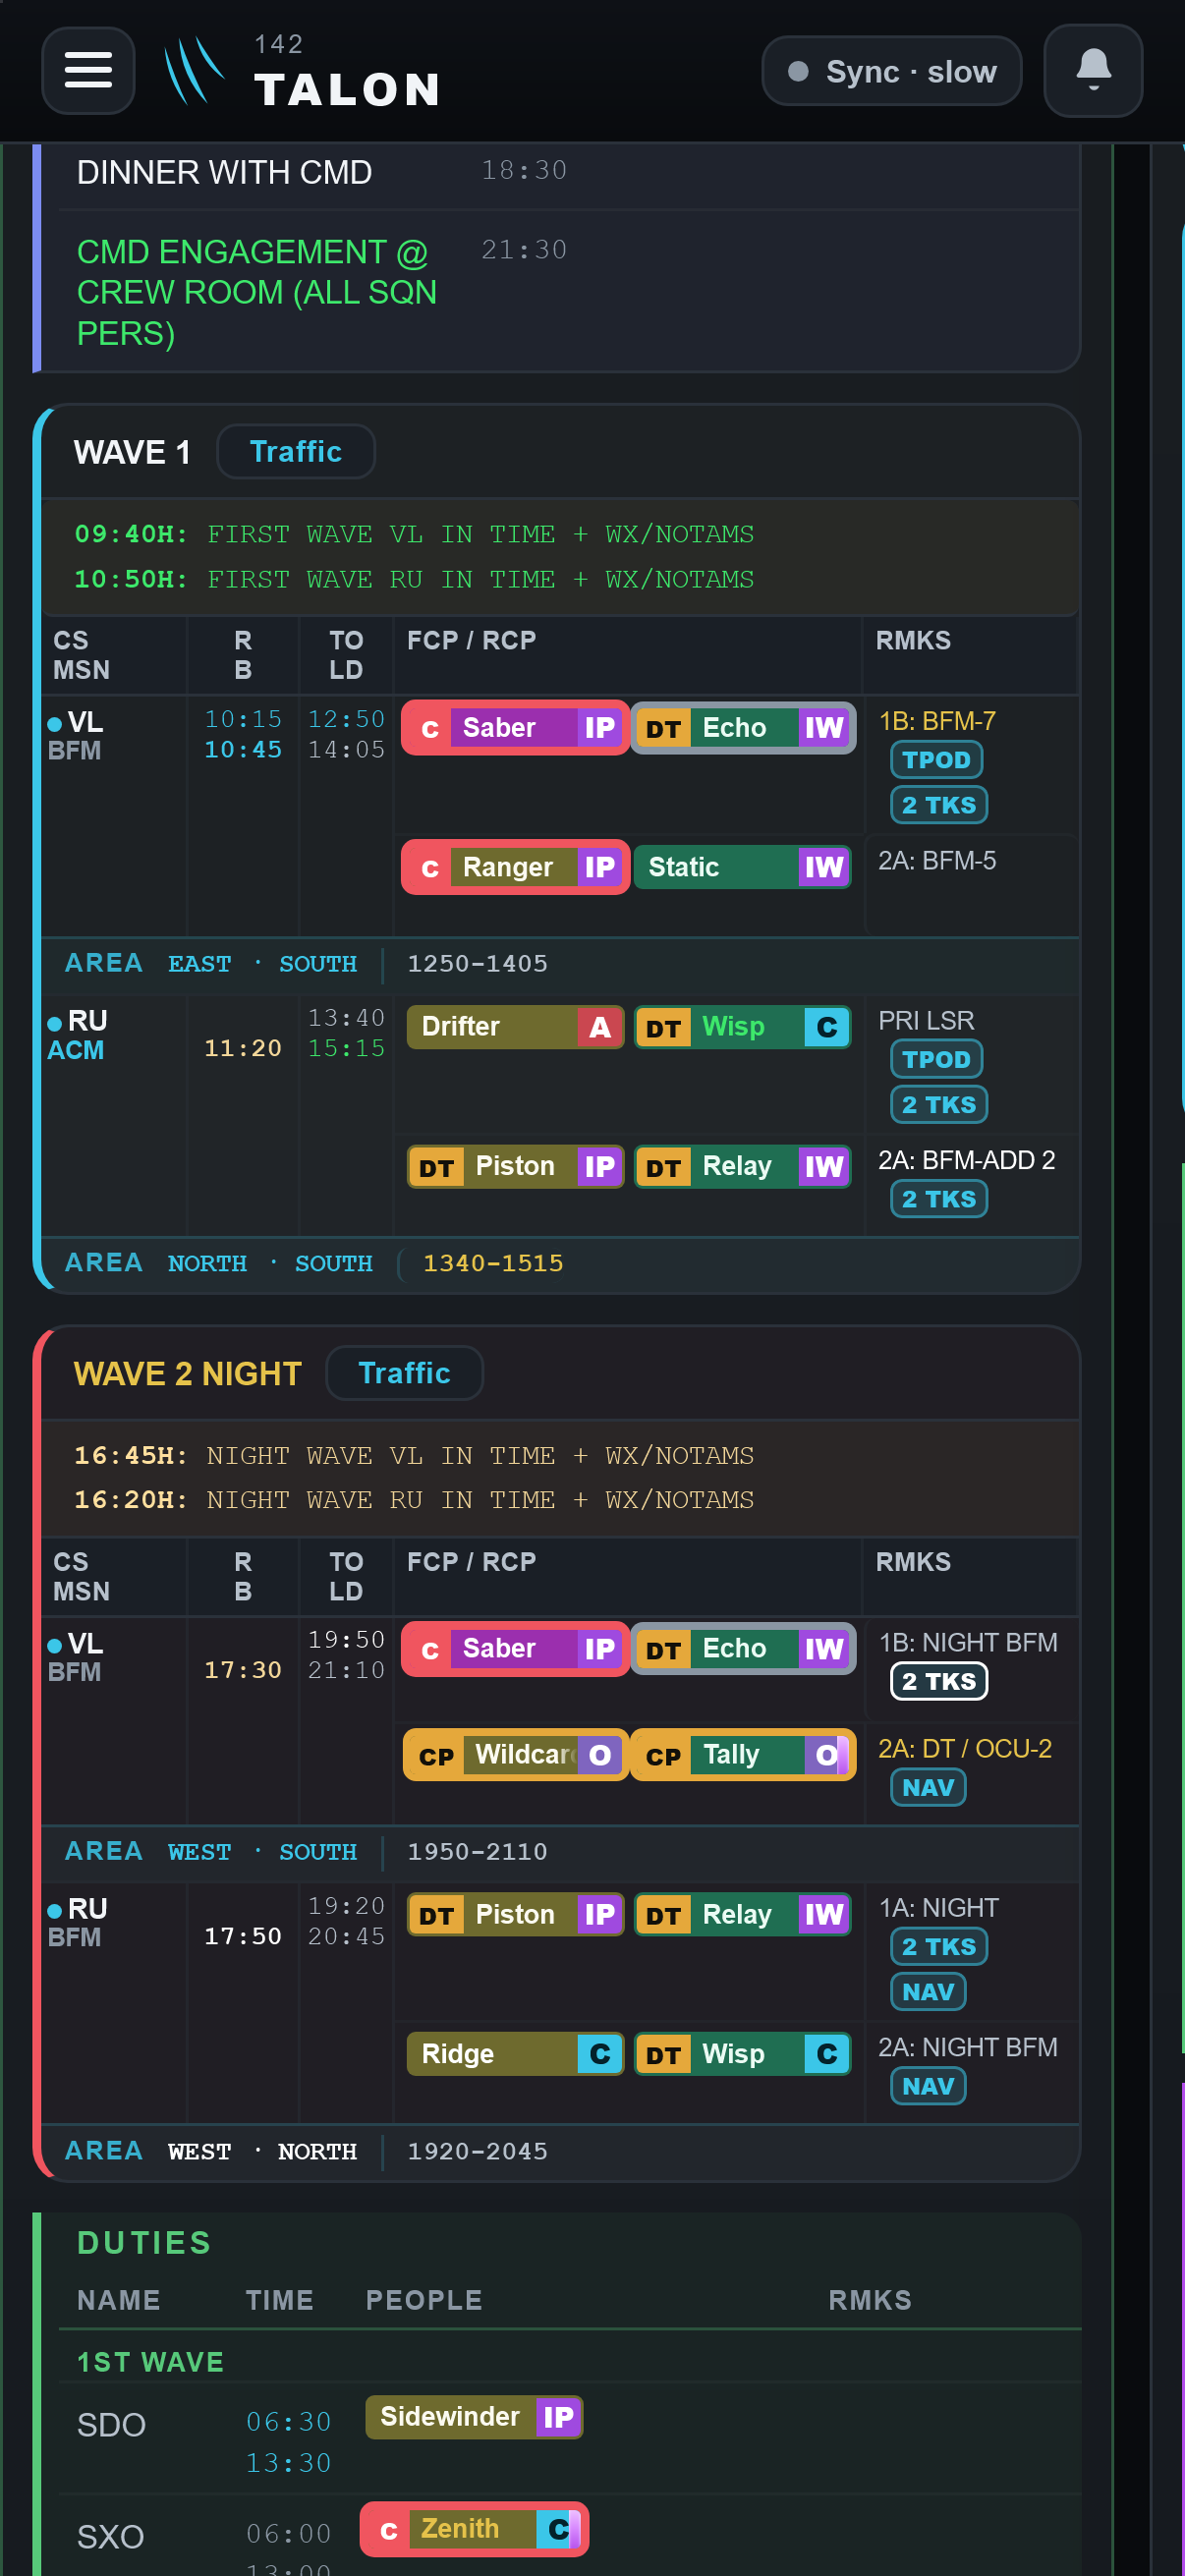 142
TALON
Sync · slow
DINNER WITH CMD 18:30
CMD ENGAGEMENT @ 21:30
CREW ROOM (ALL SQN
PERS)
WAVE 1 Traffic
09:40H: FIRST WAVE VL IN TIME + WX/NOTAMS
10:50H: FIRST WAVE RU IN TIME + WX/NOTAMS
CS R TO FCP / RCP RMKS
MSN B LD
VL 10:15 12:50 C Saber IP DT Echo IW 1B: BFM-7
BFM 10:45 14:05 TPOD
2 TKS
C Ranger IP Static IW 2A: BFM-5
AREA EAST · SOUTH 1250-1405
RU 13:40 Drifter A DT Wisp C PRI LSR
ACM 11:20 15:15 TPOD
2 TKS
DT Piston IP DT Relay IW 2A: BFM-ADD 2
2 TKS
AREA NORTH · SOUTH 1340-1515
WAVE 2 NIGHT Traffic
16:45H: NIGHT WAVE VL IN TIME + WX/NOTAMS
16:20H: NIGHT WAVE RU IN TIME + WX/NOTAMS
CS R TO FCP / RCP RMKS
MSN B LD
VL 19:50 C Saber IP DT Echo IW 1B: NIGHT BFM
BFM 17:30 21:10 2 TKS
CP Wildcar O CP Tally O 2A: DT / OCU-2
NAV
AREA WEST · SOUTH 1950-2110
RU 19:20 DT Piston IP DT Relay IW 1A: NIGHT
BFM 17:50 20:45 2 TKS
NAV
Ridge C DT Wisp C 2A: NIGHT BFM
NAV
AREA WEST · NORTH 1920-2045
DUTIES
NAME TIME PEOPLE RMKS
1ST WAVE
SDO 06:30 Sidewinder IP
13:30
SXO 06:00 C Zenith C
13:00